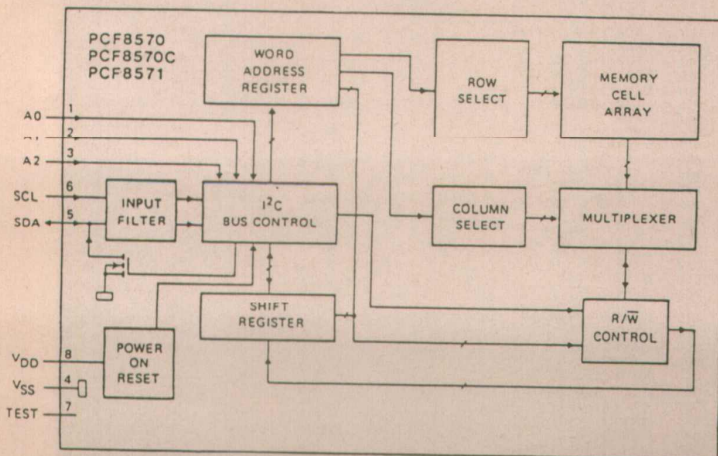 PCF8570
PCF8570C
PCF8571
WORD
ADDRESS
REGISTER
ROW
SELECT
MEMORY
CELL
ARRAY
A0
1
2
A2
3
SCL
6
SDA
5
INPUT
FILTER
I²C
BUS CONTROL
COLUMN
SELECT
MULTIPLEXER
SHIFT
REGISTER
R/W̅
CONTROL
POWER
ON
RESET
VDD
8
VSS
4
TEST
7